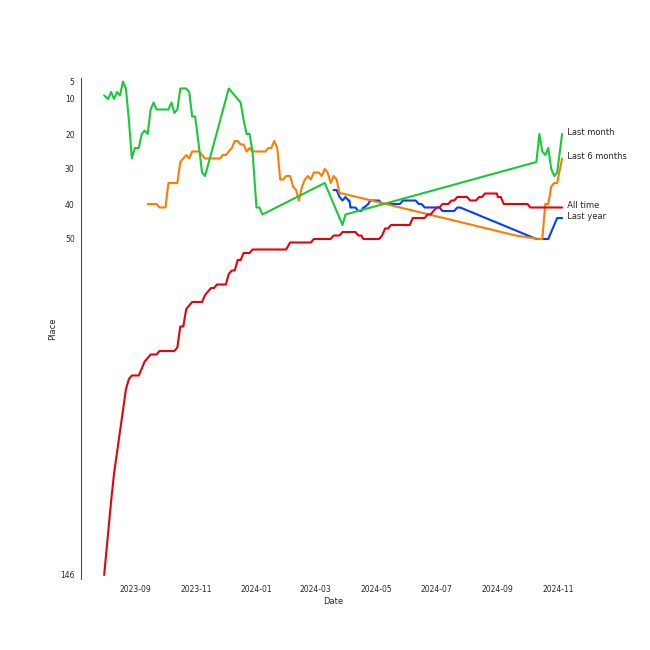 5
10
20
30
40
50
146
Place
2023-09
2023-11
2024-01
2024-03
2024-05
2024-07
2024-09
2024-11
Date
Last month
Last 6 months
All time
Last year